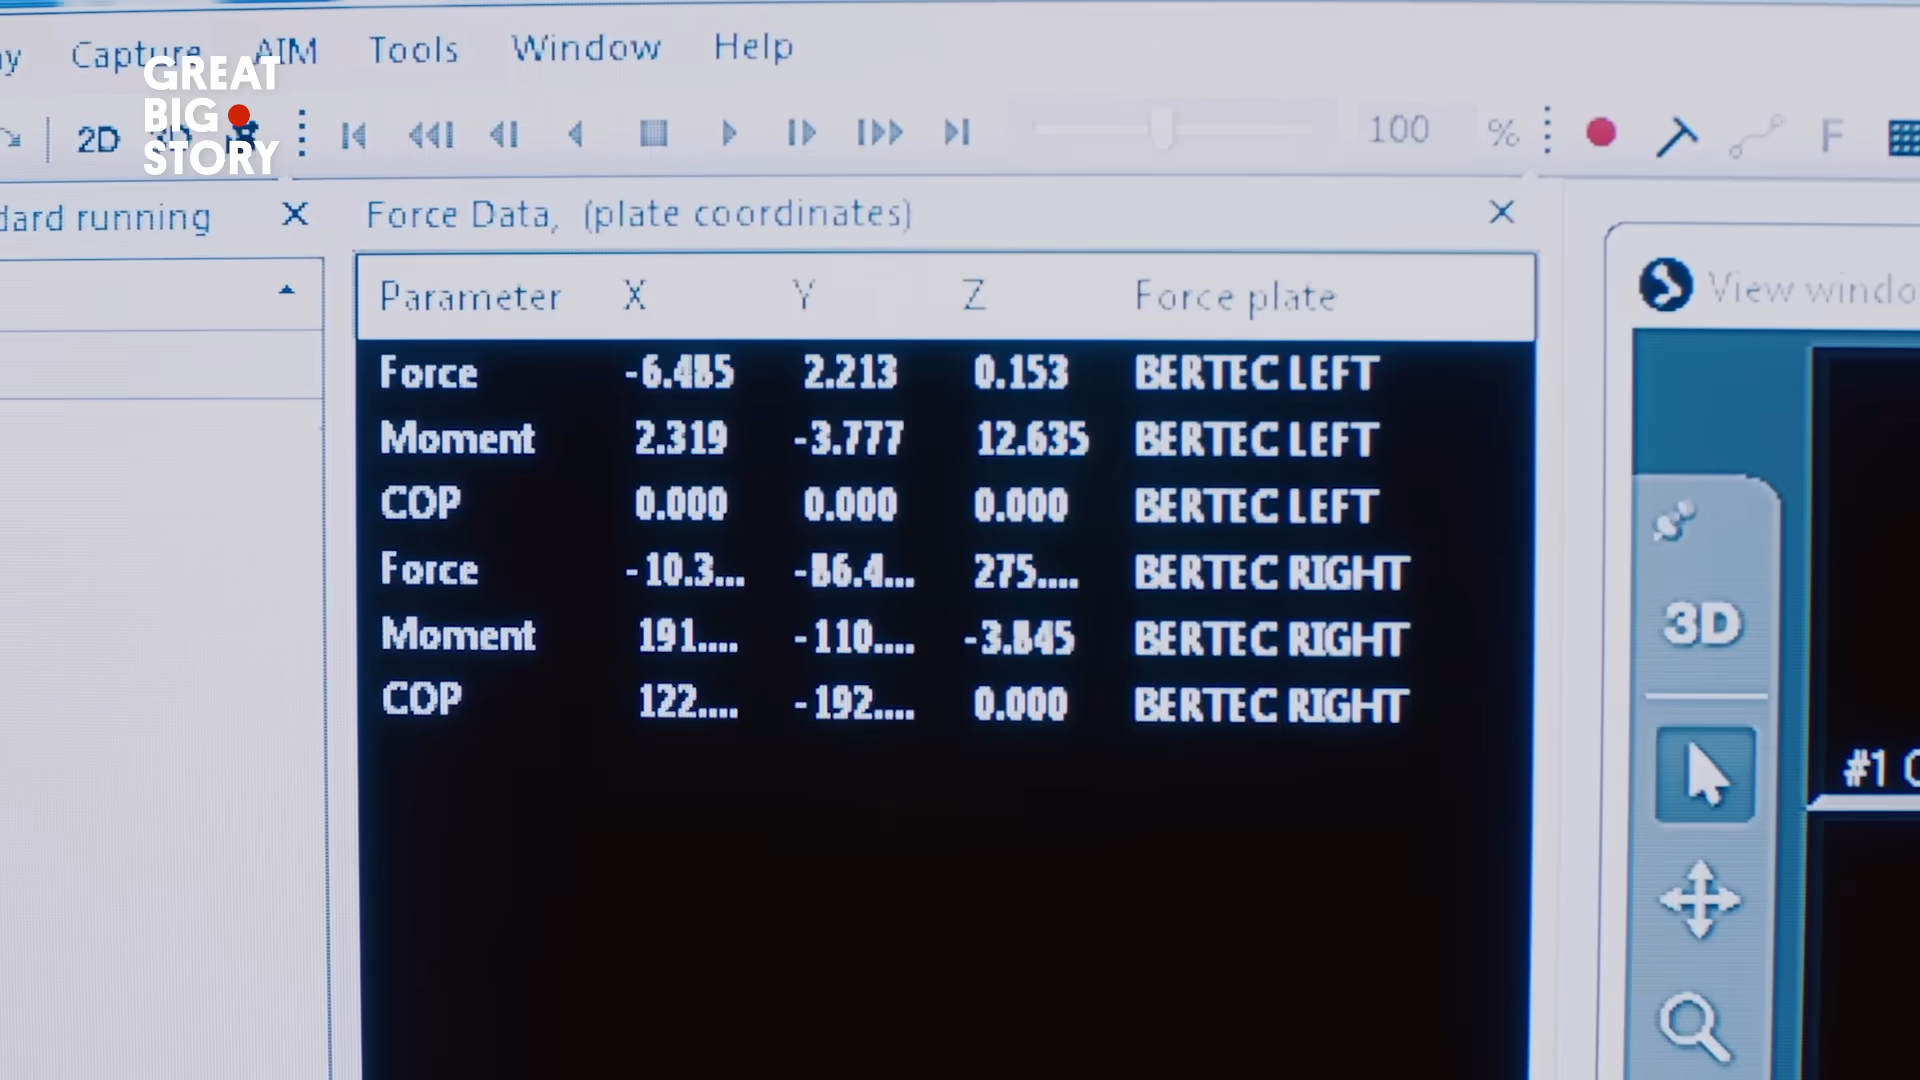 Capture AIM Tools Window Help
GREAT
BIG
STORY
2D 3D
100 %
F
running
Force Data, (plate coordinates)
Parameter X Y Z Force plate
View
Force -6.485 2.213 0.153 BERTEC LEFT
Moment 2.319 -3.777 12.635 BERTEC LEFT
COP 0.000 0.000 0.000 BERTEC LEFT
Force -10.3... -86.4... 275.... BERTEC RIGHT
Moment 191.... -110.... -3.845 BERTEC RIGHT
COP 122.... -192.... 0.000 BERTEC RIGHT
3D
#1